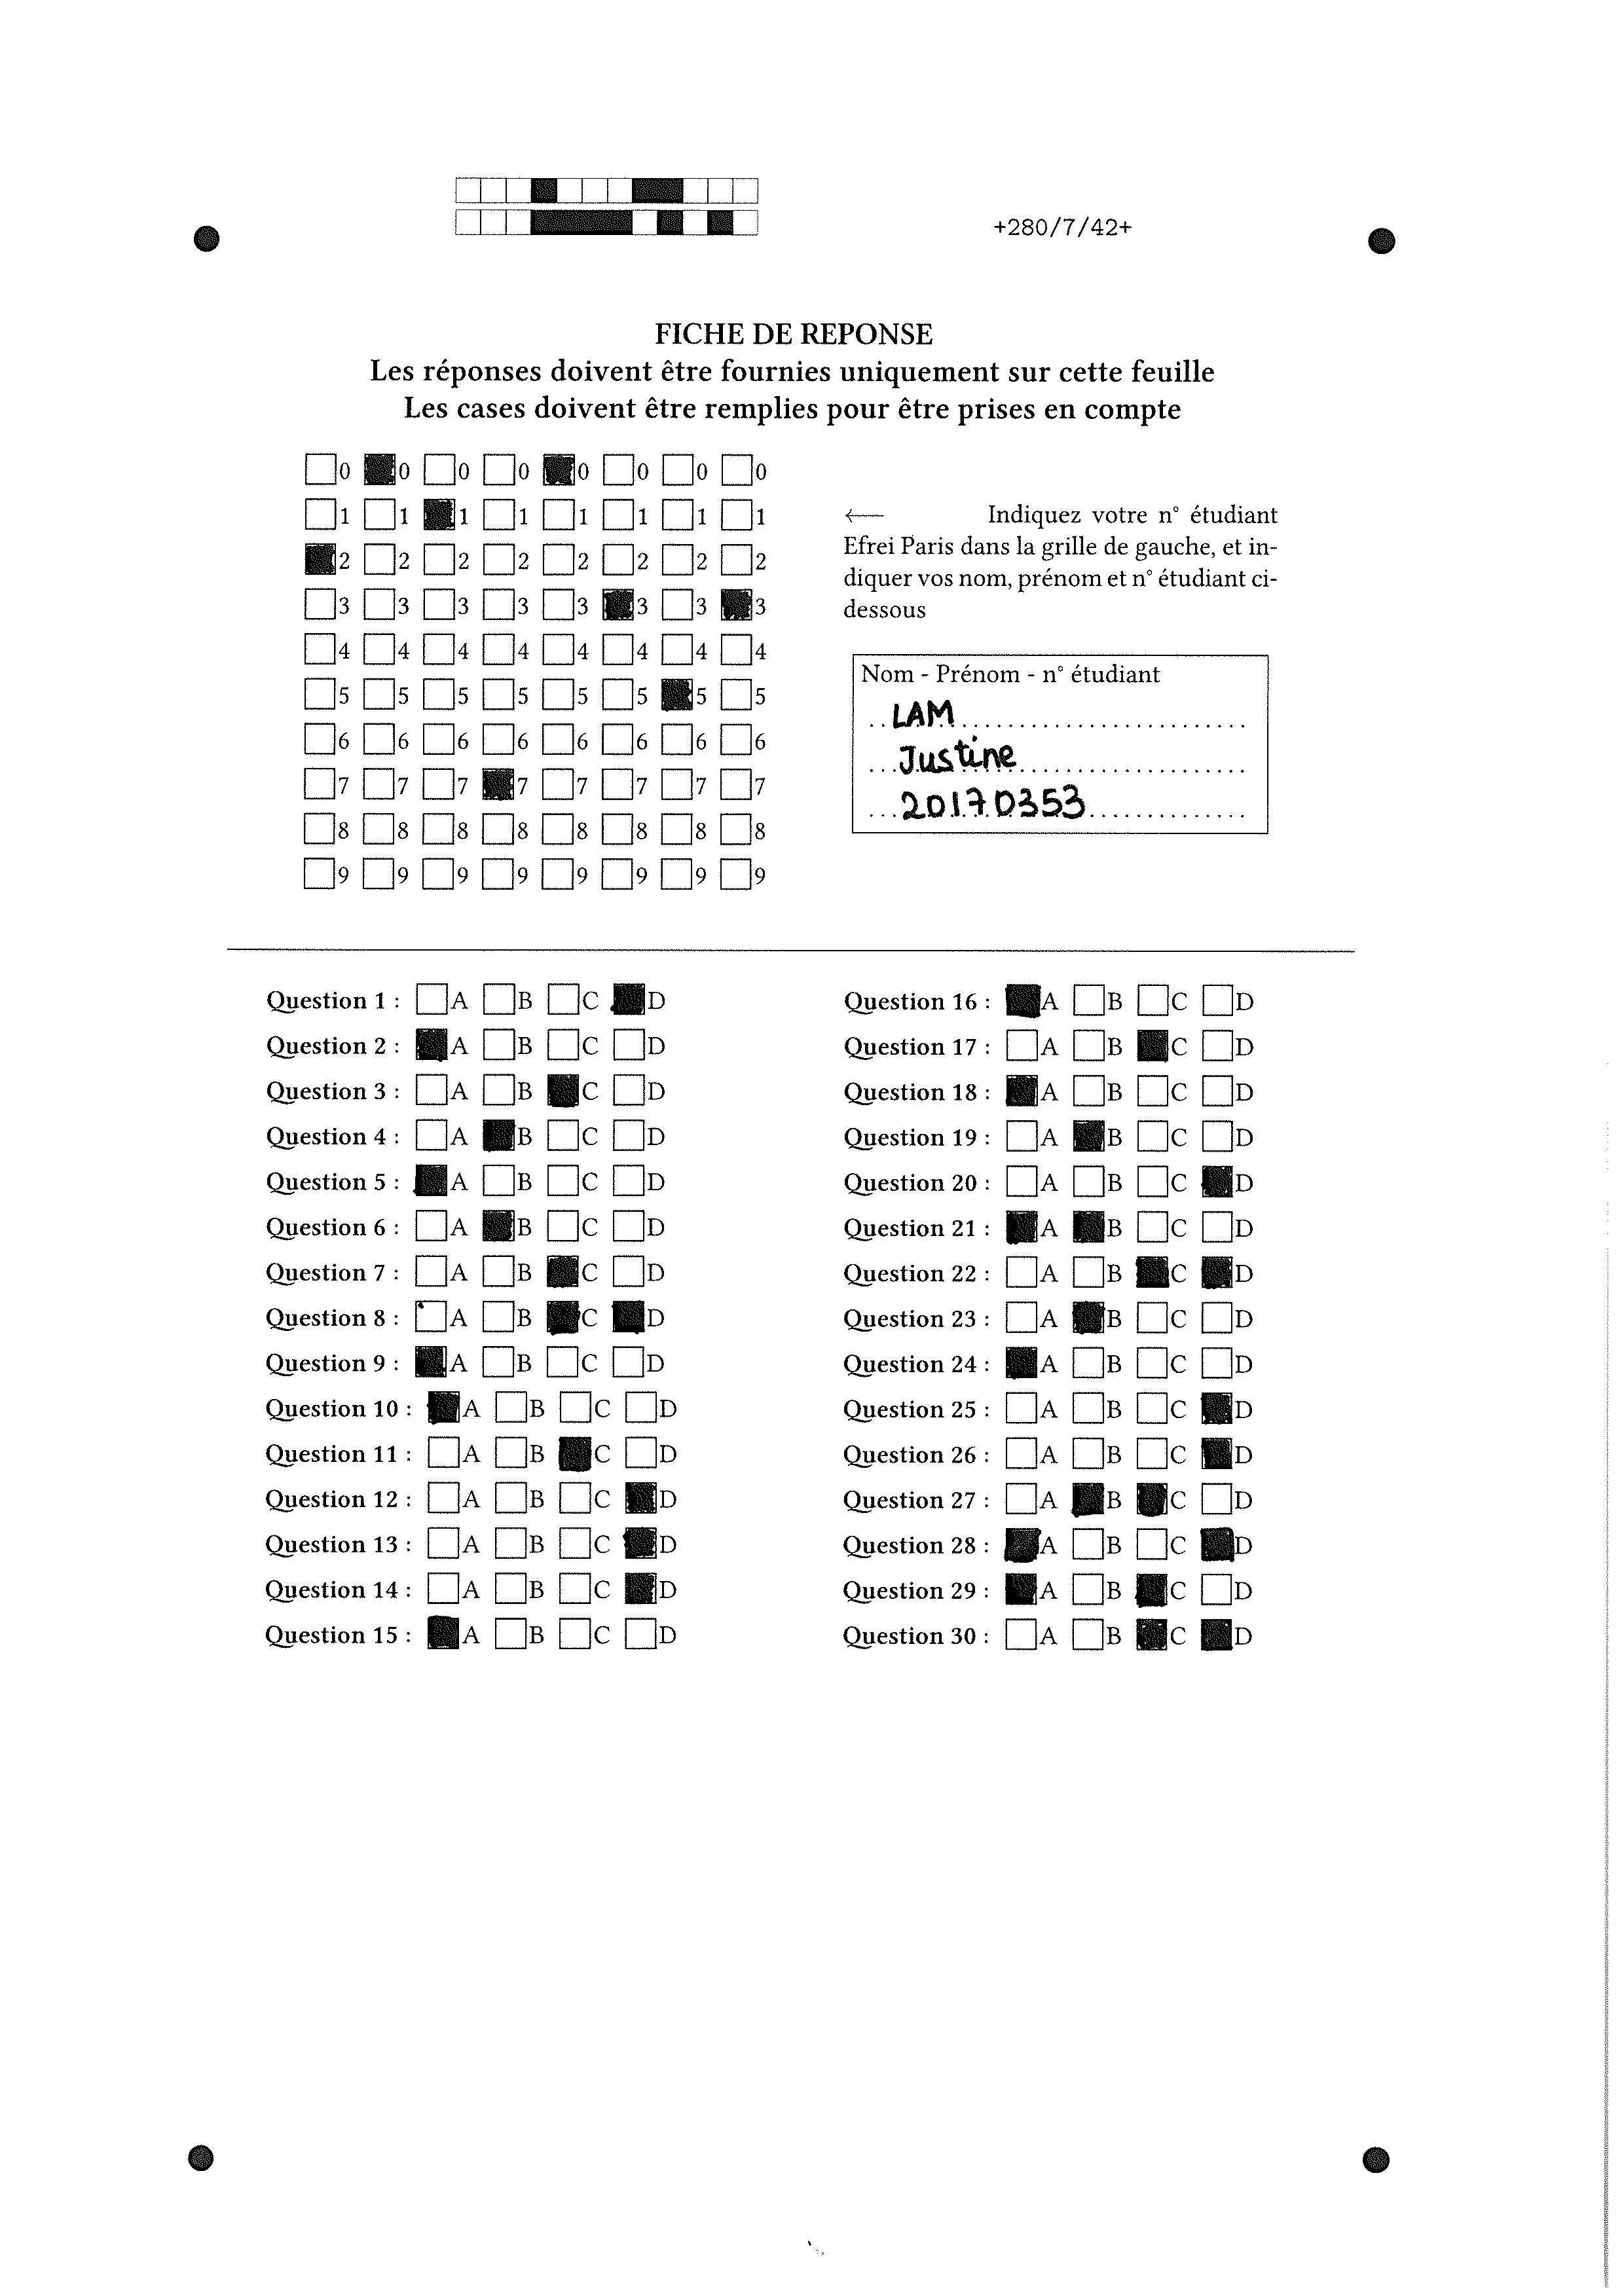 +280/7/42+
FICHE DE REPONSE
Les réponses doivent être fournies uniquement sur cette feuille
Les cases doivent être remplies pour être prises en compte
0 0 0 0 0 0 0 0
1 1 1 1 1 1 1 1
2 2 2 2 2 2 2 2
3 3 3 3 3 3 3 3
4 4 4 4 4 4 4 4
5 5 5 5 5 5 5 5
6 6 6 6 6 6 6 6
7 7 7 7 7 7 7 7
8 8 8 8 8 8 8 8
9 9 9 9 9 9 9 9
← Indiquez votre n° étudiant
Efrei Paris dans la grille de gauche, et in-
diquer vos nom, prénom et n° étudiant ci-
dessous
Nom - Prénom - n° étudiant
LAM
Justine
20170353
Question 1 : A B C D
Question 2 : A B C D
Question 3 : A B C D
Question 4 : A B C D
Question 5 : A B C D
Question 6 : A B C D
Question 7 : A B C D
Question 8 : A B C D
Question 9 : A B C D
Question 10 : A B C D
Question 11 : A B C D
Question 12 : A B C D
Question 13 : A B C D
Question 14 : A B C D
Question 15 : A B C D
Question 16 : A B C D
Question 17 : A B C D
Question 18 : A B C D
Question 19 : A B C D
Question 20 : A B C D
Question 21 : A B C D
Question 22 : A B C D
Question 23 : A B C D
Question 24 : A B C D
Question 25 : A B C D
Question 26 : A B C D
Question 27 : A B C D
Question 28 : A B C D
Question 29 : A B C D
Question 30 : A B C D